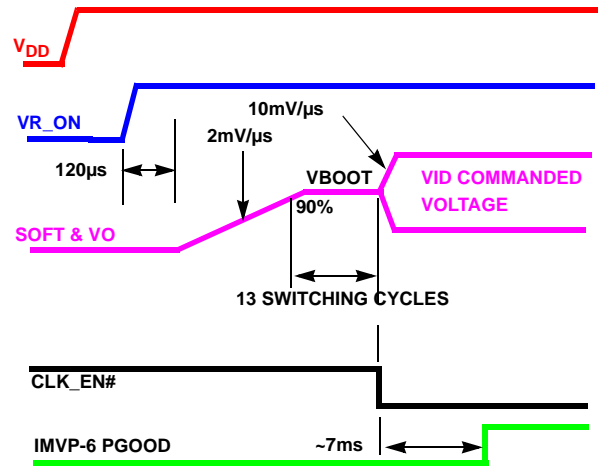 VDD
10mV/µs
VR_ON
2mV/µs
120µs
VBOOT
VID COMMANDED
VOLTAGE
90%
SOFT & VO
13 SWITCHING CYCLES
CLK_EN#
IMVP-6 PGOOD
~7ms